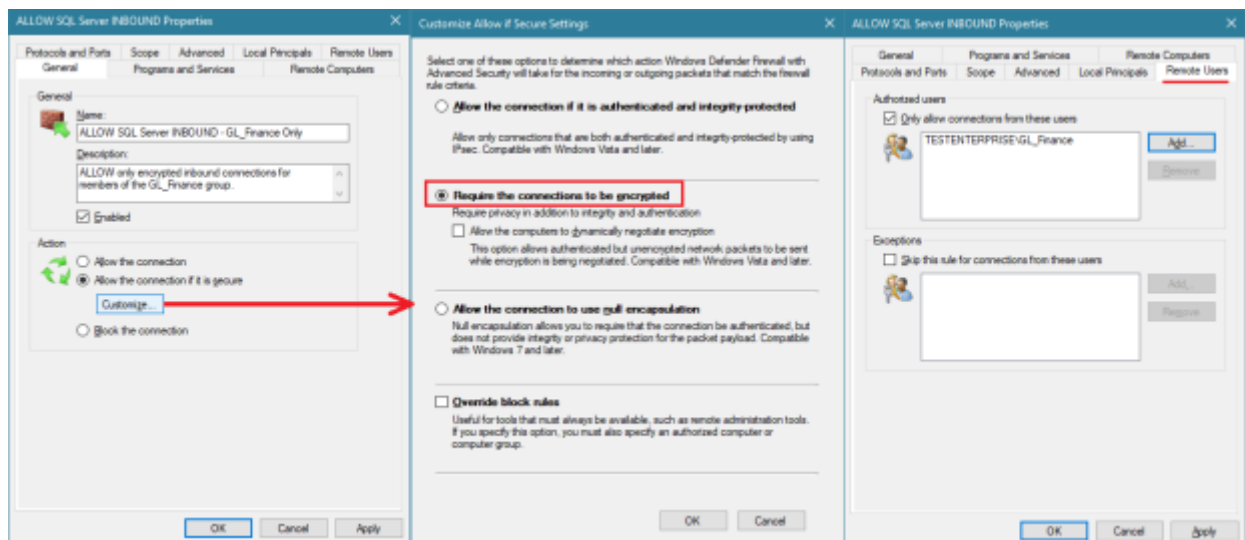 ALLOW SQL Server INBOUND Properties
Protocols and Ports Scope Advanced Local Principals Remote Users
General Programs and Services Remote Computers
General
Name:
ALLOW SQL Server INBOUND - GL_Finance Only
Description:
ALLOW only encrypted inbound connections for
members of the GL_Finance group.
Enabled
Action
Allow the connection
Allow the connection if it is secure
Customize...
Block the connection
OK Cancel Apply
Customize Allow if Secure Settings
Select one of these options to determine which action Windows Defender Firewall with
Advanced Security will take for the incoming or outgoing packets that match the firewall
rule criteria.
Allow the connection if it is authenticated and integrity-protected
Allow only connections that are both authenticated and integrity-protected by using
IPsec. Compatible with Windows Vista and later.
Require the connections to be encrypted
Require privacy in addition to integrity and authentication
Allow the computers to dynamically negotiate encryption
This option allows authenticated but unencrypted network packets to be sent
while encryption is being negotiated. Compatible with Windows Vista and later.
Allow the connection to use null encapsulation
Null encapsulation allows you to require that the connection be authenticated, but
does not provide integrity or privacy protection for the packet payload. Compatible
with Windows 7 and later.
Override block rules
Useful for tools that must always be available, such as remote administration tools.
If you specify this option, you must also specify an authorized computer or
computer group.
OK Cancel
ALLOW SQL Server INBOUND Properties
General Programs and Services Remote Computers
Protocols and Ports Scope Advanced Local Principals Remote Users
Authorized users
Only allow connections from these users
TESTENTERPRISE\GL_Finance
Add...
Remove
Exceptions
Skip this rule for connections from these users
Add...
Remove
OK Cancel Apply